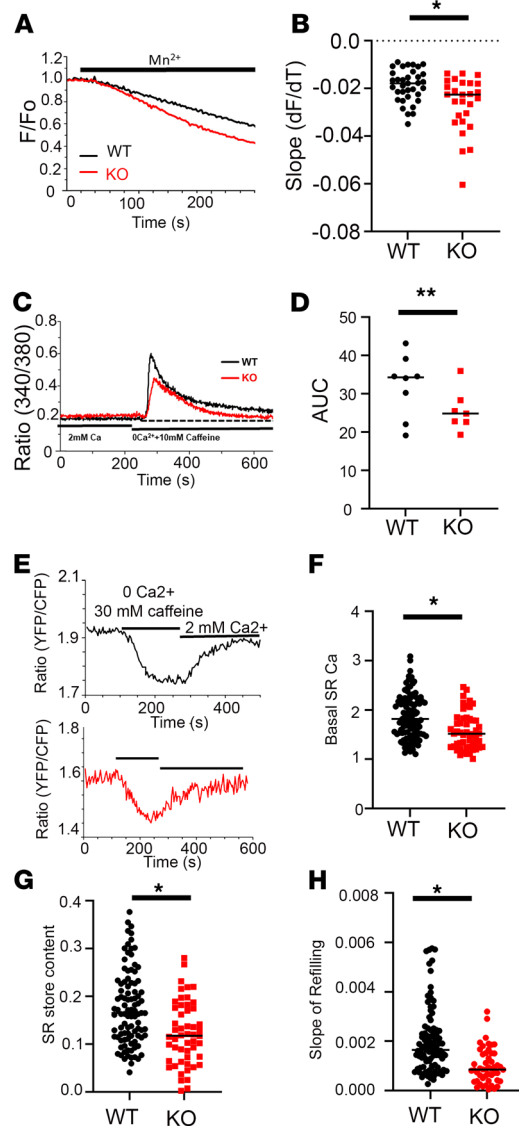 A
Mn²⁺
F/Fo
1.2
1.0
0.8
0.6
0.4
0.2
0
WT
KO
0
100
200
Time (s)
B
*
Slope (dF/dT)
0.0
-0.02
-0.04
-0.06
-0.08
WT
KO
C
Ratio (340/380)
0.8
0.6
0.4
0.2
0.0
WT
KO
2mM Ca
0Ca²⁺+10mM Caffeine
0
200
400
600
Time (s)
D
**
AUC
50
40
30
20
10
0
WT
KO
E
Ratio (YFP/CFP)
2.1
1.9
1.7
0 Ca2+
30 mM caffeine
2 mM Ca2+
0
200
400
Time (s)
Ratio (YFP/CFP)
1.8
1.6
1.4
0
200
400
600
Time (s)
F
*
Basal SR Ca
4
3
2
1
0
WT
KO
G
*
SR store content
0.4
0.3
0.2
0.1
0.0
WT
KO
H
*
Slope of Refilling
0.008
0.006
0.004
0.002
0.000
WT
KO